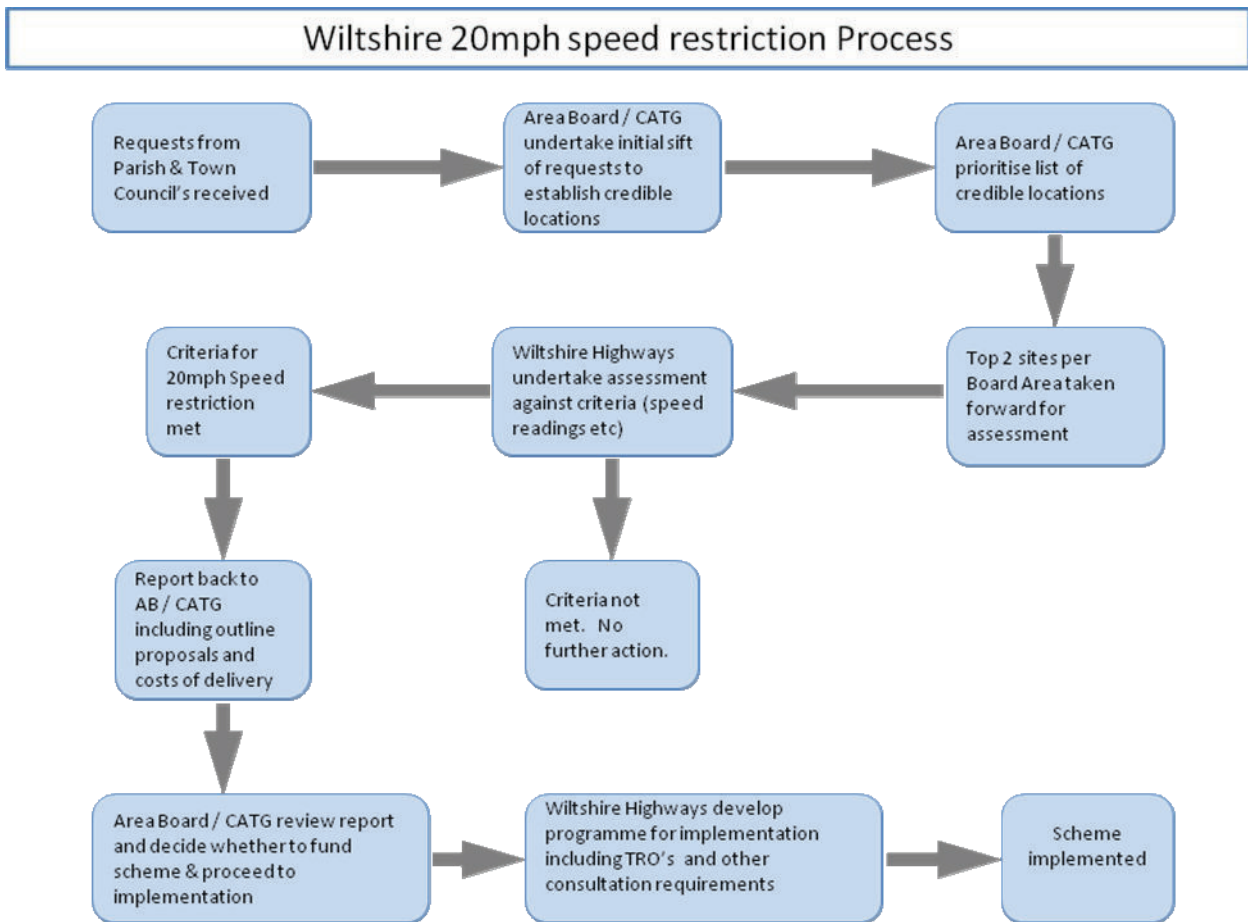 Wiltshire 20mph speed restriction Process
Requests from
Parish & Town
Council's received
Area Board / CATG
undertake initial sift
of requests to
establish credible
locations
Area Board / CATG
prioritise list of
credible locations
Top 2 sites per
Board Area taken
forward for
assessment
Wiltshire Highways
undertake assessment
against criteria (speed
readings etc)
Criteria for
20mph Speed
restriction
met
Criteria not
met. No
further action.
Report back to
AB / CATG
including outline
proposals and
costs of delivery
Area Board / CATG review report
and decide whether to fund
scheme & proceed to
implementation
Wiltshire Highways develop
programme for implementation
including TRO's and other
consultation requirements
Scheme
implemented